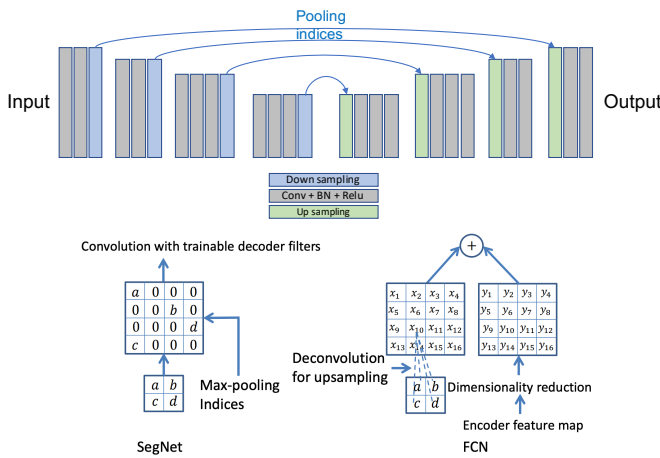 Pooling
indices
Input
Output
Down sampling
Conv + BN + Relu
Up sampling
Convolution with trainable decoder filters
+
a 0 0 0
0 0 b 0
0 0 0 d
c 0 0 0
x1 x2 x3 x4
x5 x6 x7 x8
x9 x10 x11 x12
x13 x14 x15 x16
y1 y2 y3 y4
y5 y6 y7 y8
y9 y10 y11 y12
y13 y14 y15 y16
Deconvolution
for upsampling
a b
c d
Max-pooling
Indices
a b
c d
Dimensionality reduction
Encoder feature map
SegNet
FCN